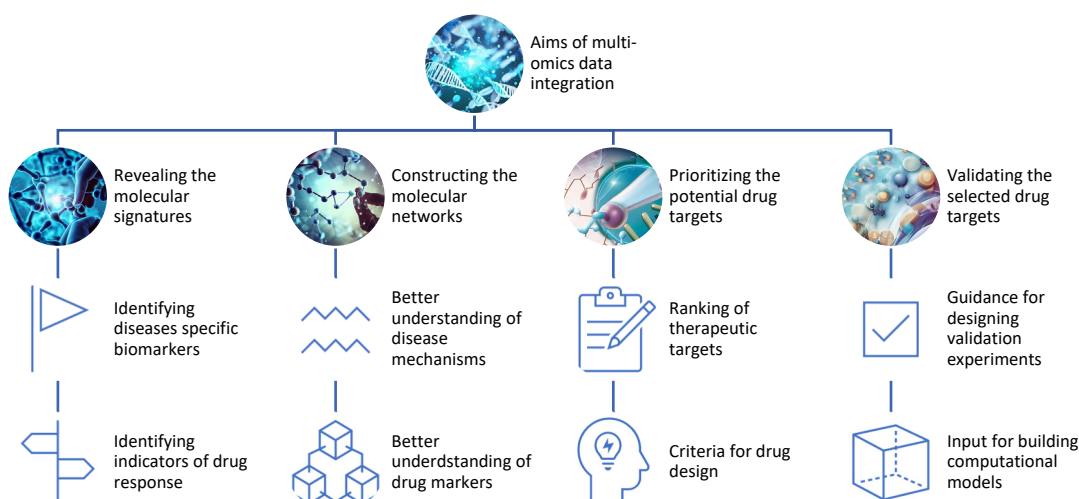 Aims of multi-
omics data
integration
Revealing the
molecular
signatures
Constructing the
molecular
networks
Prioritizing the
potential drug
targets
Validating the
selected drug
targets
Identifying
diseases specific
biomarkers
Better
understanding of
disease
mechanisms
Ranking of
therapeutic
targets
Guidance for
designing
validation
experiments
Identifying
indicators of drug
response
Better
underdstanding of
drug markers
Criteria for drug
design
Input for building
computational
models